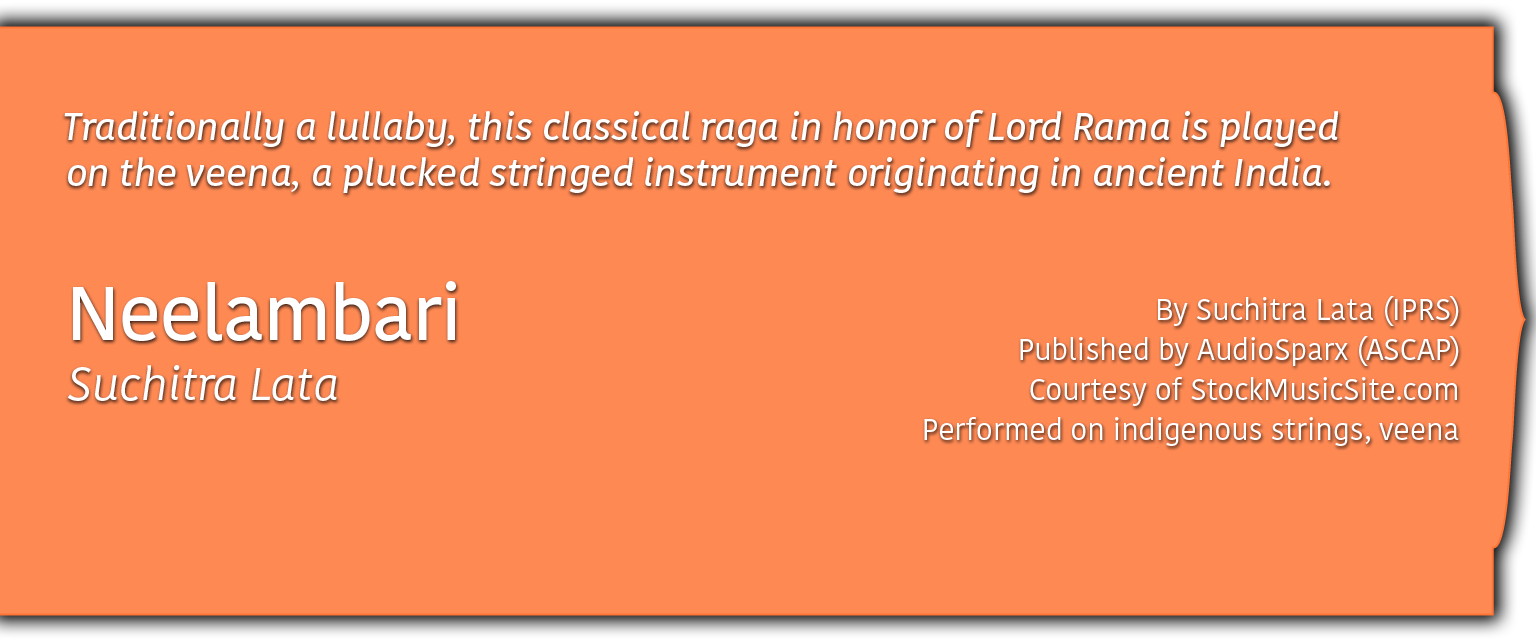 Traditionally a lullaby, this classical raga in honor of Lord Rama is played
on the veena, a plucked stringed instrument originating in ancient India.
Neelambari
Suchitra Lata
By Suchitra Lata (IPRS)
Published by AudioSparx (ASCAP)
Courtesy of StockMusicSite.com
Performed on indigenous strings, veena